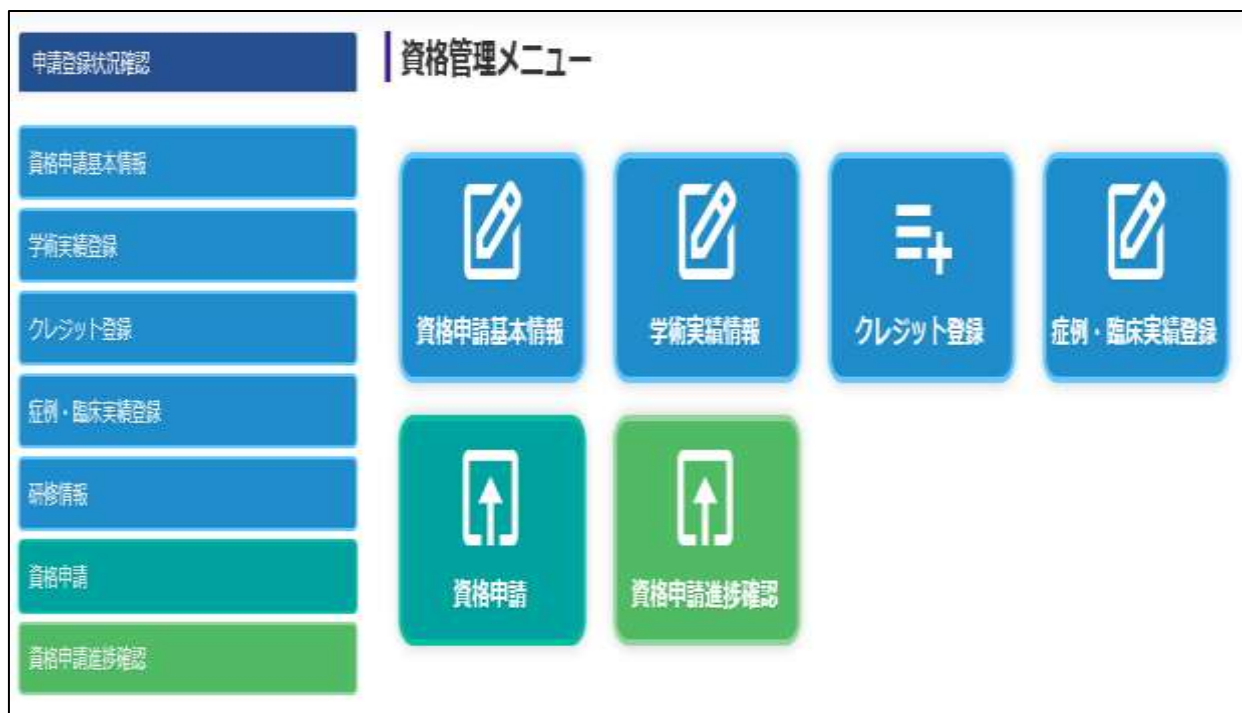 申請登録状況確認
資格申請基本情報
学術実績登録
クレジット登録
症例・臨床実績登録
研修情報
資格申請
資格申請進捗確認
資格管理メニュー
資格申請基本情報
学術実績情報
クレジット登録
症例・臨床実績登録
資格申請
資格申請進捗確認